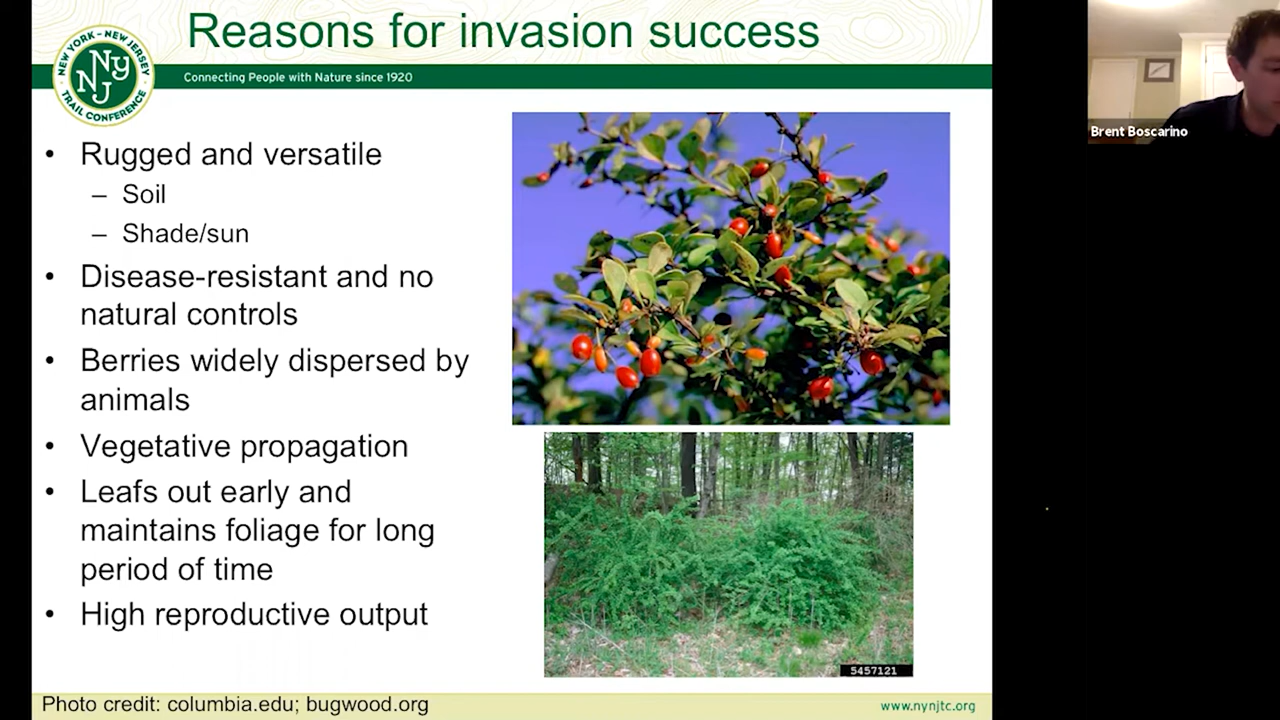 Reasons for invasion success
NEW YORK - NEW JERSEY
NY
NJ
TRAIL CONFERENCE
Connecting People with Nature since 1920
• Rugged and versatile
– Soil
– Shade/sun
• Disease-resistant and no
natural controls
• Berries widely dispersed by
animals
• Vegetative propagation
• Leafs out early and
maintains foliage for long
period of time
• High reproductive output
5457121
Photo credit: columbia.edu; bugwood.org
www.nynjtc.org
Brent Boscarino